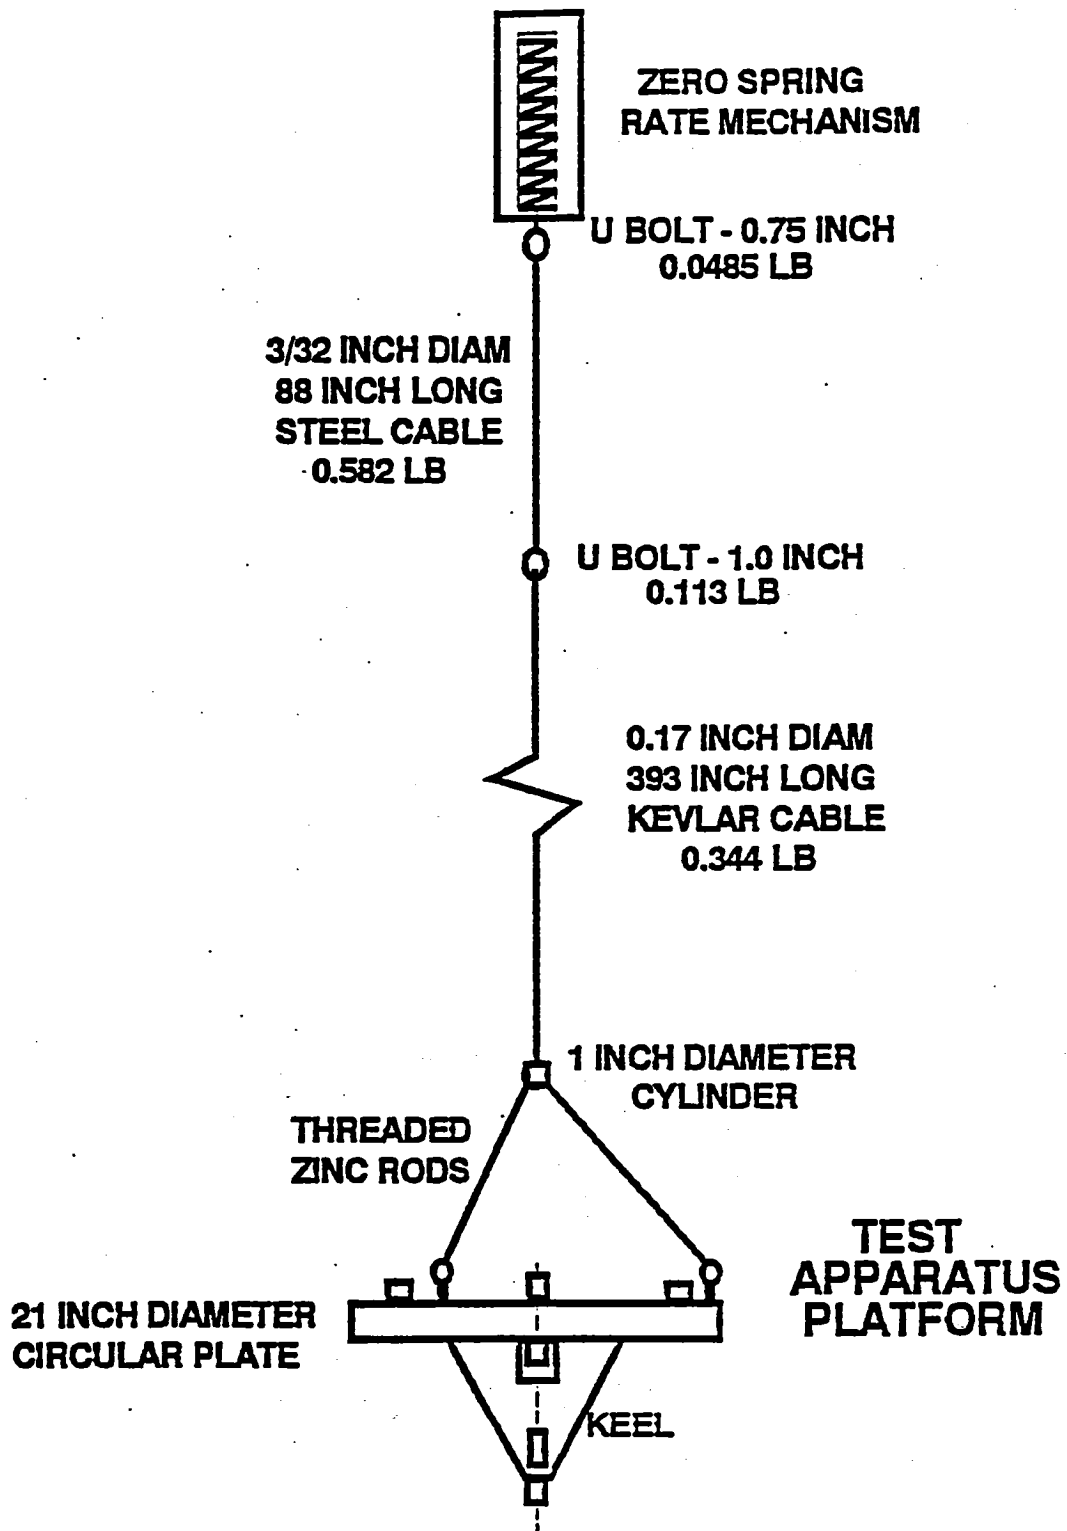 ZERO SPRING
RATE MECHANISM
U BOLT - 0.75 INCH
0.0485 LB
3/32 INCH DIAM
88 INCH LONG
STEEL CABLE
0.582 LB
U BOLT - 1.0 INCH
0.113 LB
0.17 INCH DIAM
393 INCH LONG
KEVLAR CABLE
0.344 LB
1 INCH DIAMETER
CYLINDER
THREADED
ZINC RODS
TEST
APPARATUS
PLATFORM
21 INCH DIAMETER
CIRCULAR PLATE
KEEL